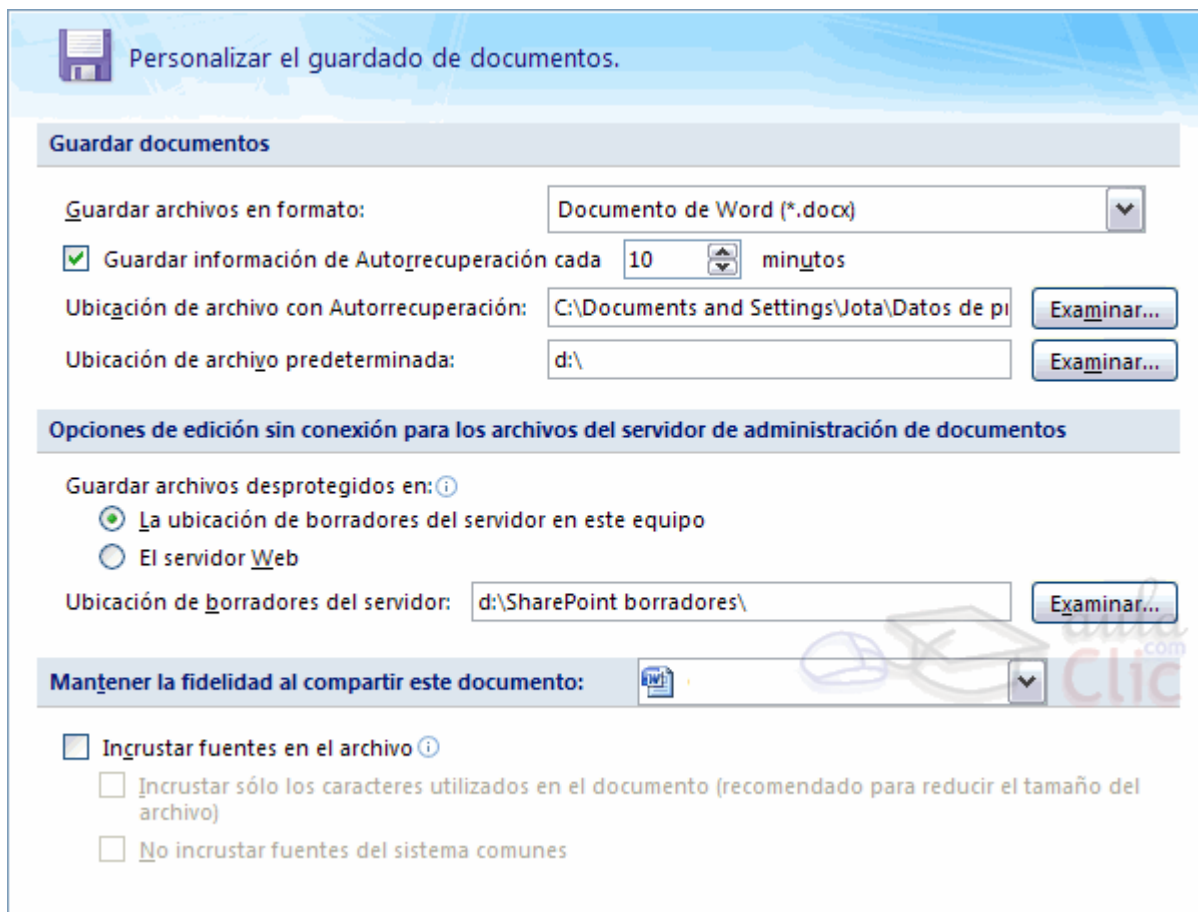 Personalizar el guardado de documentos.
Guardar documentos
Guardar archivos en formato: Documento de Word (*.docx)
Guardar información de Autorrecuperación cada 10 minutos
Ubicación de archivo con Autorrecuperación: C:\Documents and Settings\Jota\Datos de Examinar...
Ubicación de archivo predeterminada: d:\ Examinar...
Opciones de edición sin conexión para los archivos del servidor de administración de documentos
Guardar archivos desprotegidos en:
La ubicación de borradores del servidor en este equipo
El servidor Web
Ubicación de borradores del servidor: d:\SharePoint borradores\ Examinar...
aula
.com
Clic
Mantener la fidelidad al compartir este documento:
Incrustar fuentes en el archivo
Incrustar sólo los caracteres utilizados en el documento (recomendado para reducir el tamaño del
archivo)
No incrustar fuentes del sistema comunes